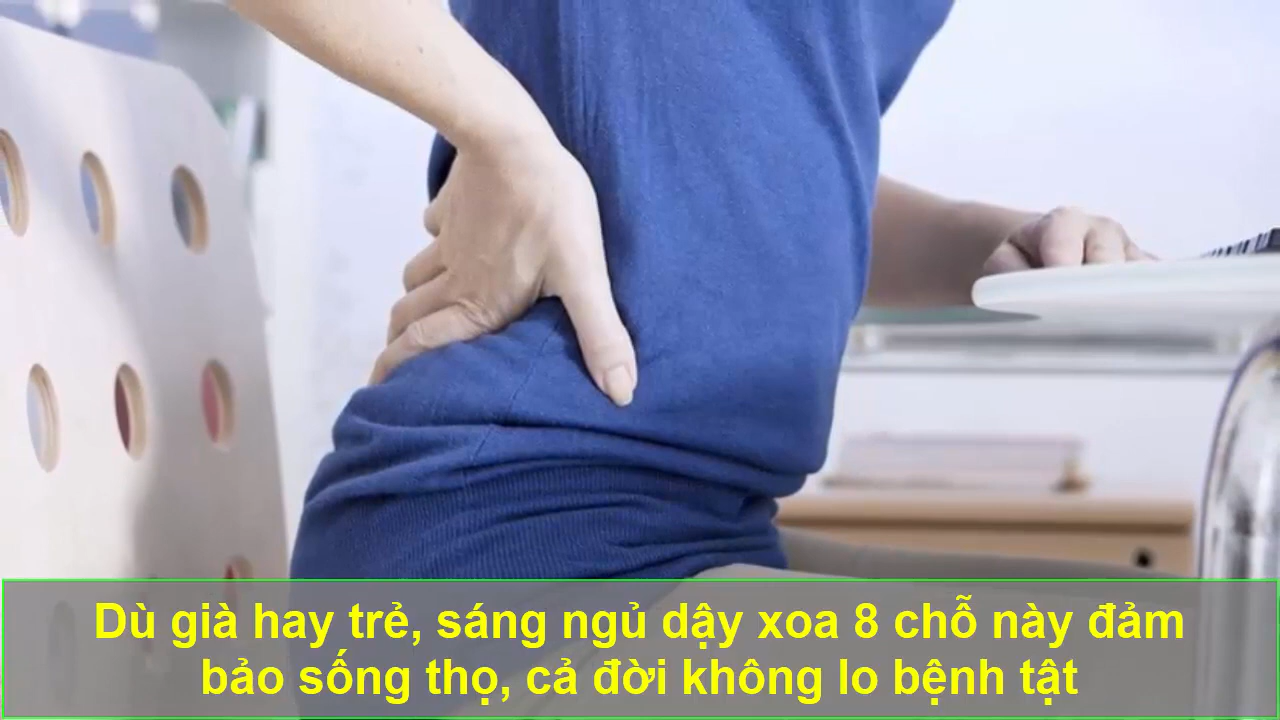 Dù già hay trẻ, sáng ngủ dậy xoa 8 chỗ này đảm
bảo sống thọ, cả đời không lo bệnh tật